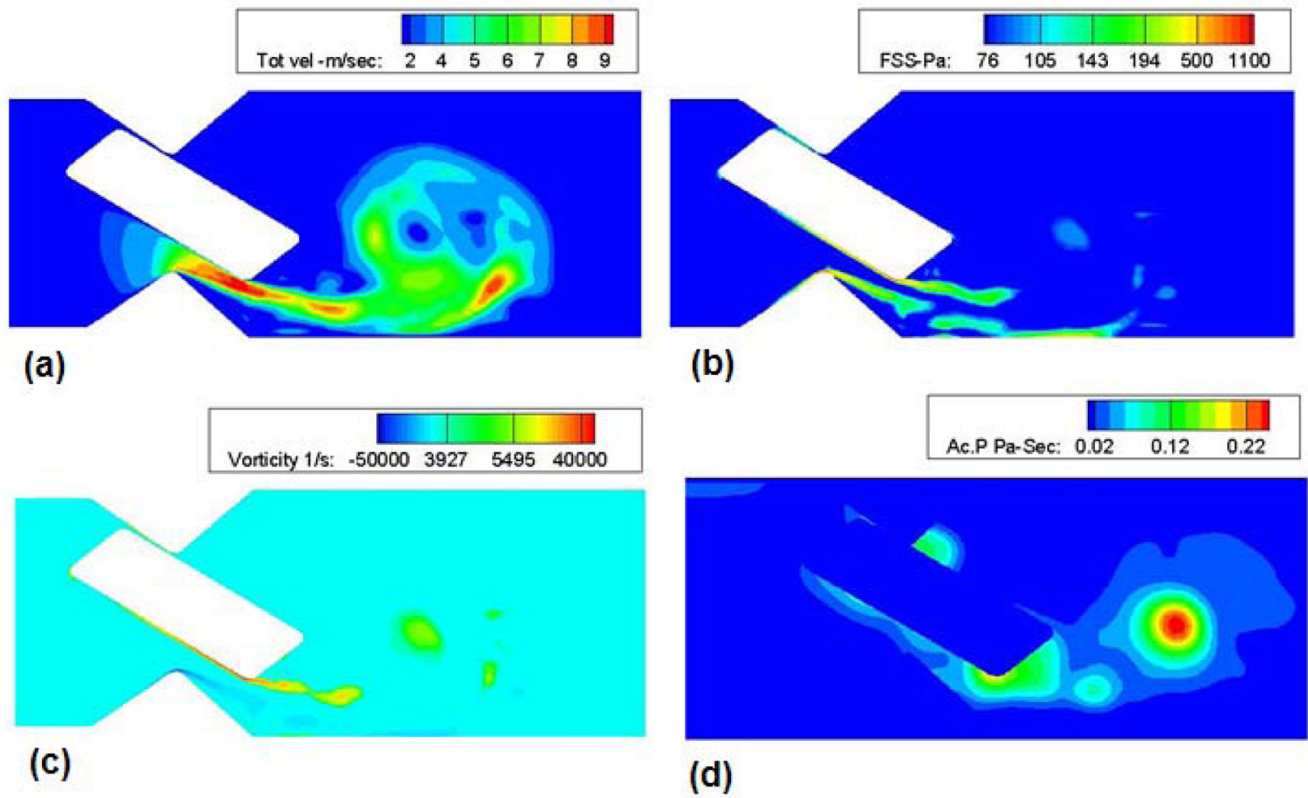 Tot vel -m/sec: 2 4 5 6 7 8 9
FSS-Pa: 76 105 143 194 500 1100
(a)
(b)
Vorticity 1/s: -50000 3927 5495 40000
Ac.P Pa-Sec: 0.02 0.12 0.22
(c)
(d)